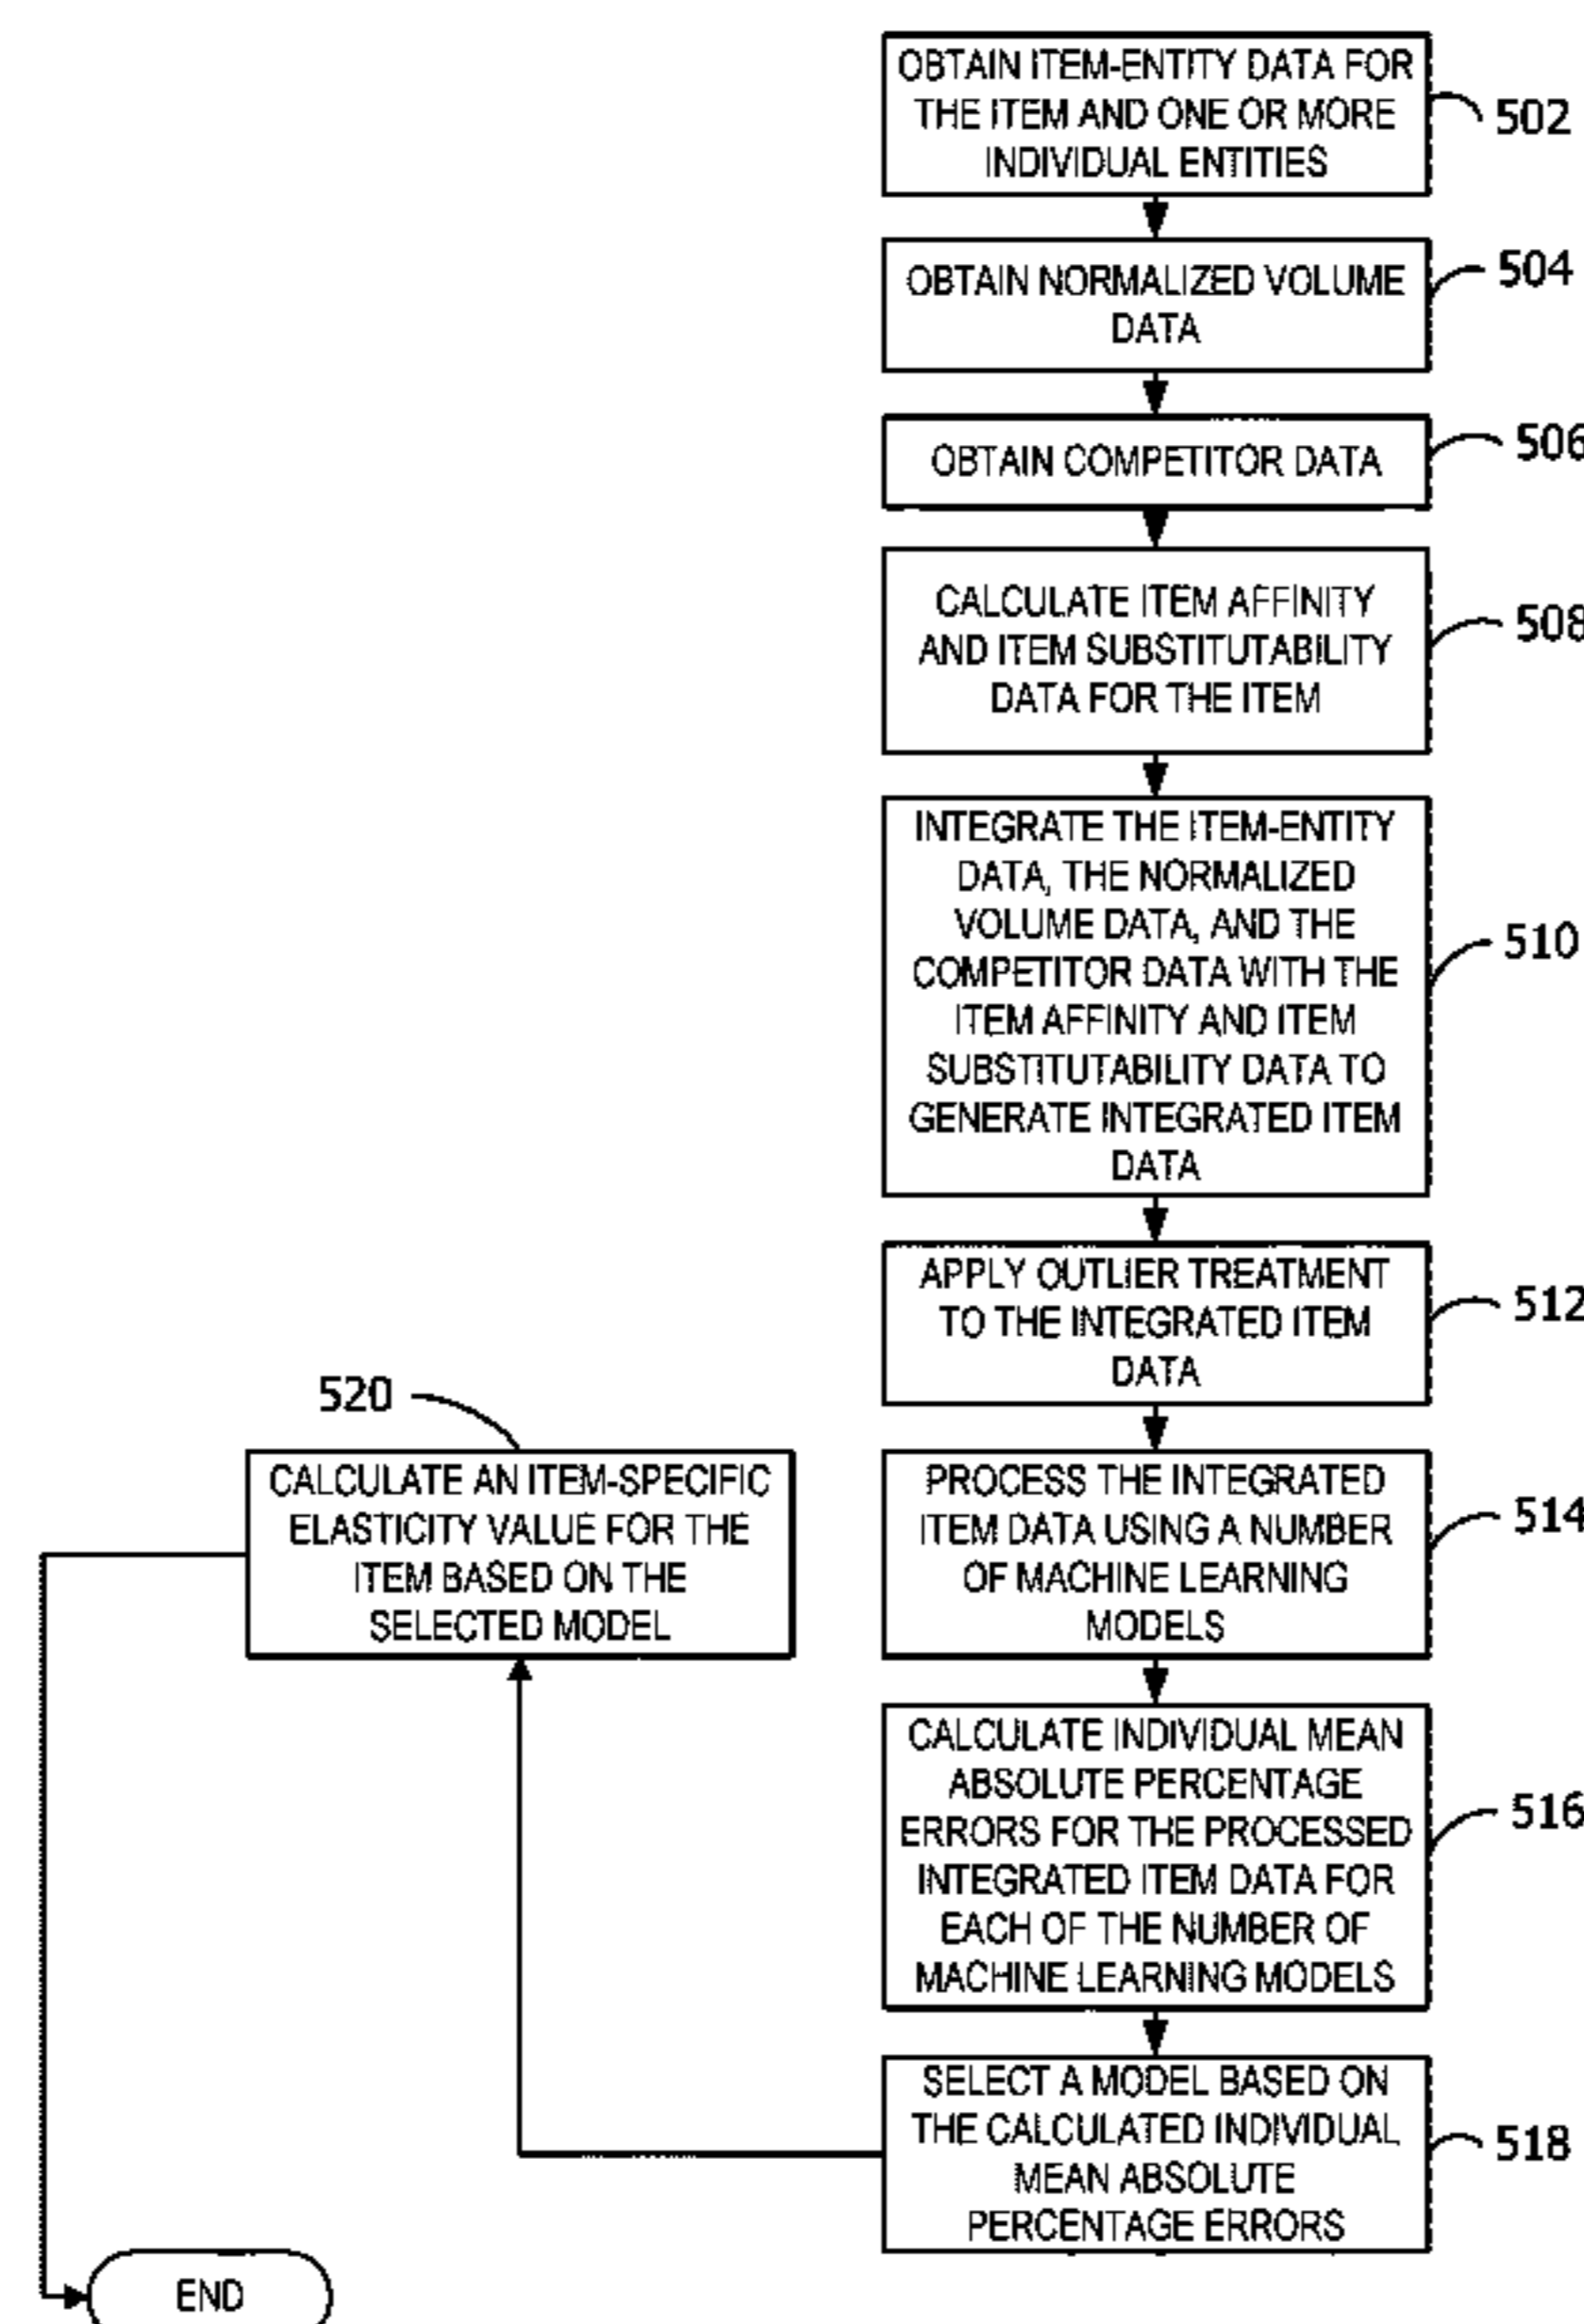 OBTAIN ITEM-ENTITY DATA FOR
THE ITEM AND ONE OR MORE
INDIVIDUAL ENTITIES
502
OBTAIN NORMALIZED VOLUME
DATA
504
OBTAIN COMPETITOR DATA
506
CALCULATE ITEM AFFINITY
AND ITEM SUBSTITUTABILITY
DATA FOR THE ITEM
508
INTEGRATE THE ITEM-ENTITY
DATA, THE NORMALIZED
VOLUME DATA, AND THE
COMPETITOR DATA WITH THE
ITEM AFFINITY AND ITEM
SUBSTITUTABILITY DATA TO
GENERATE INTEGRATED ITEM
DATA
510
APPLY OUTLIER TREATMENT
TO THE INTEGRATED ITEM
DATA
512
PROCESS THE INTEGRATED
ITEM DATA USING A NUMBER
OF MACHINE LEARNING
MODELS
514
CALCULATE INDIVIDUAL MEAN
ABSOLUTE PERCENTAGE
ERRORS FOR THE PROCESSED
INTEGRATED ITEM DATA FOR
EACH OF THE NUMBER OF
MACHINE LEARNING MODELS
516
SELECT A MODEL BASED ON
THE CALCULATED INDIVIDUAL
MEAN ABSOLUTE
PERCENTAGE ERRORS
518
520
CALCULATE AN ITEM-SPECIFIC
ELASTICITY VALUE FOR THE
ITEM BASED ON THE
SELECTED MODEL
END